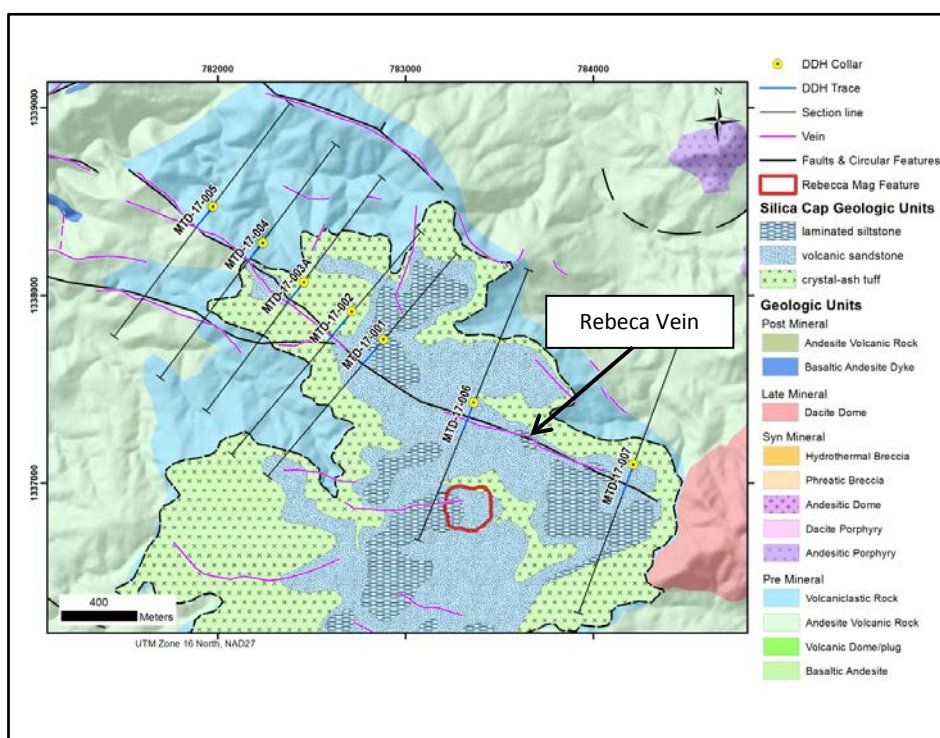 782000
783000
784000
1339000
1338000
1337000
N
MTD-17-005
MTD-17-004
MTD-17-003A
MTD-17-002
MTD-17-001
MTD-17-006
MTD-17-007
Rebeca Vein
400
Meters
UTM Zone 16 North, NAD27
DDH Collar
DDH Trace
Section line
Vein
Faults & Circular Features
Rebecca Mag Feature
Silica Cap Geologic Units
laminated siltstone
volcanic sandstone
crystal-ash tuff
Geologic Units
Post Mineral
Andesite Volcanic Rock
Basaltic Andesite Dyke
Late Mineral
Dacite Dome
Syn Mineral
Hydrothermal Breccia
Phreatic Breccia
Andesitic Dome
Dacite Porphyry
Andesitic Porphyry
Pre Mineral
Volcaniclastic Rock
Andesite Volcanic Rock
Volcanic Dome/plug
Basaltic Andesite